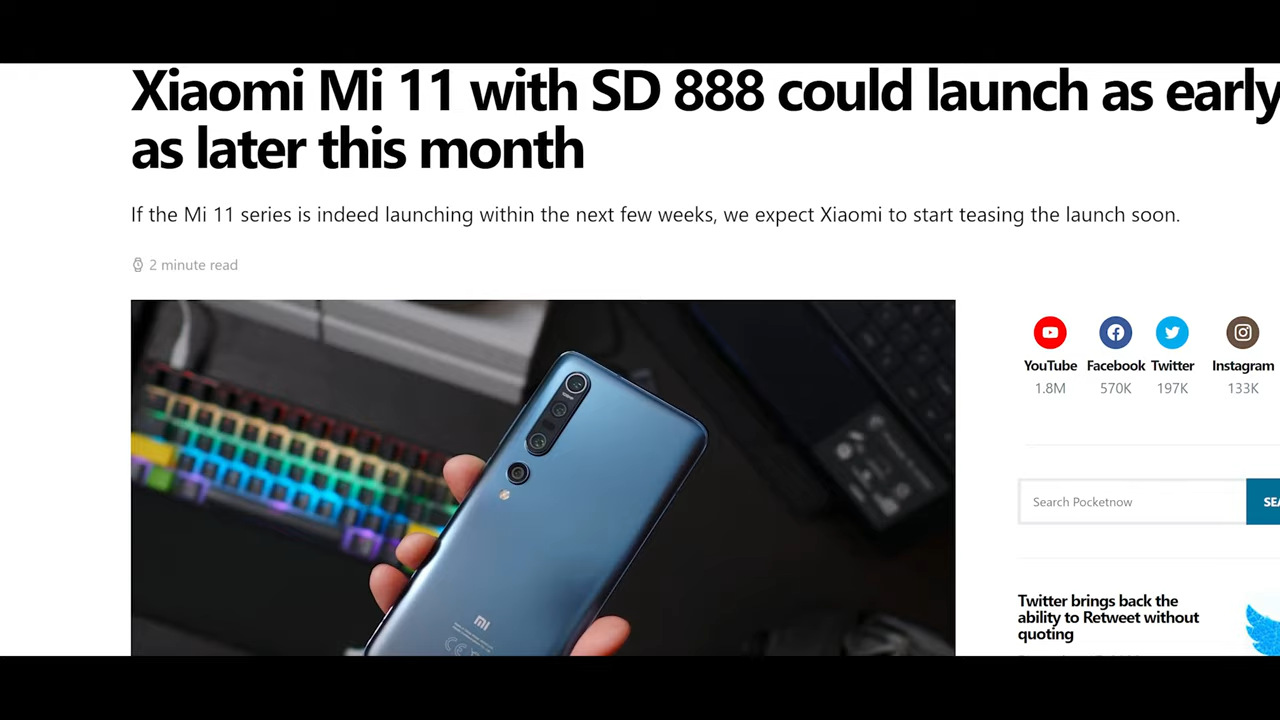 Xiaomi Mi 11 with SD 888 could launch as early
as later this month
If the Mi 11 series is indeed launching within the next few weeks, we expect Xiaomi to start teasing the launch soon.
2 minute read
YouTube Facebook Twitter Instagram
1.8M 570K 197K 133K
Search Pocketnow
SEA
Twitter brings back the
ability to Retweet without
quoting
mi